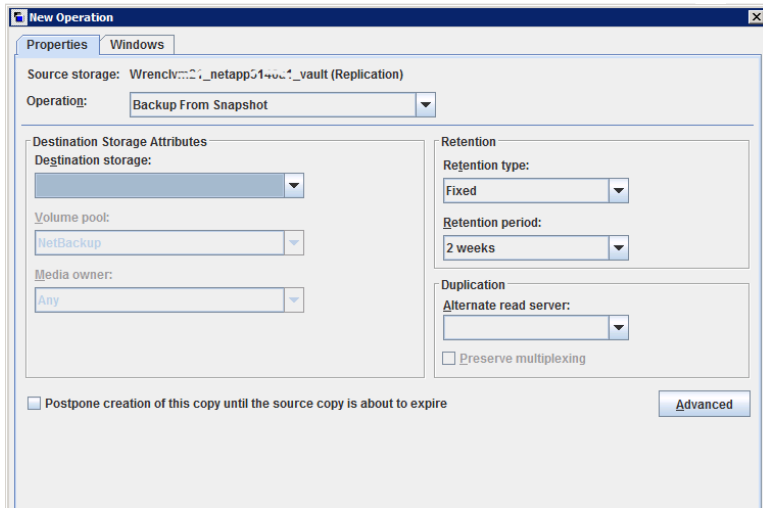 New Operation
Properties Windows
Source storage: (Replication)
Operation: Backup From Snapshot
Destination Storage Attributes
Destination storage:
Volume pool:
NetBackup
Media owner:
Any
Retention
Retention type:
Fixed
Retention period:
2 weeks
Duplication
Alternate read server:
Preserve multiplexing
Postpone creation of this copy until the source copy is about to expire
Advanced